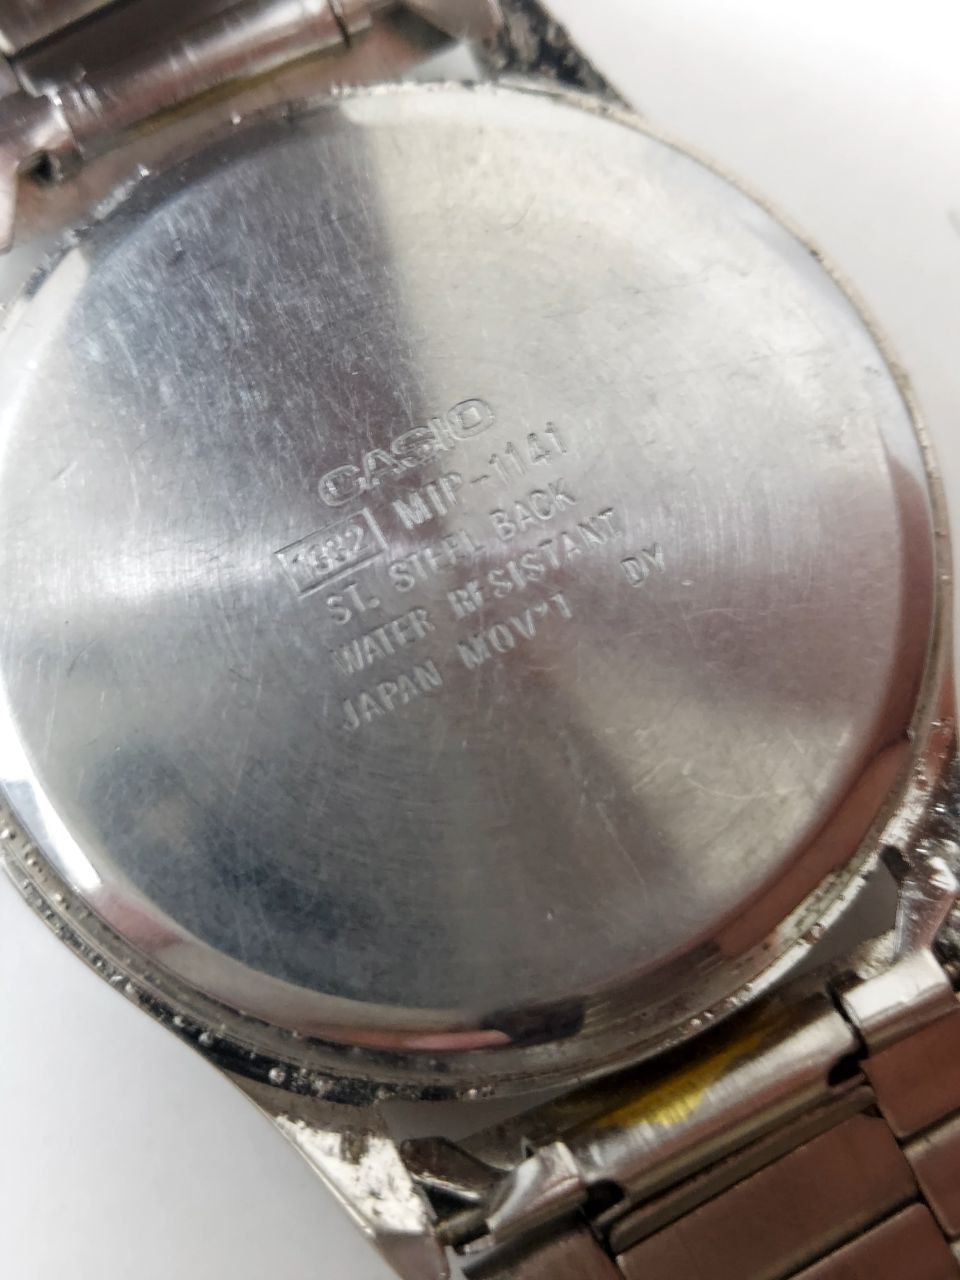 CASIO
1332 MTP-1141
ST. STEEL BACK
WATER RESISTANT
JAPAN MOV'T DY